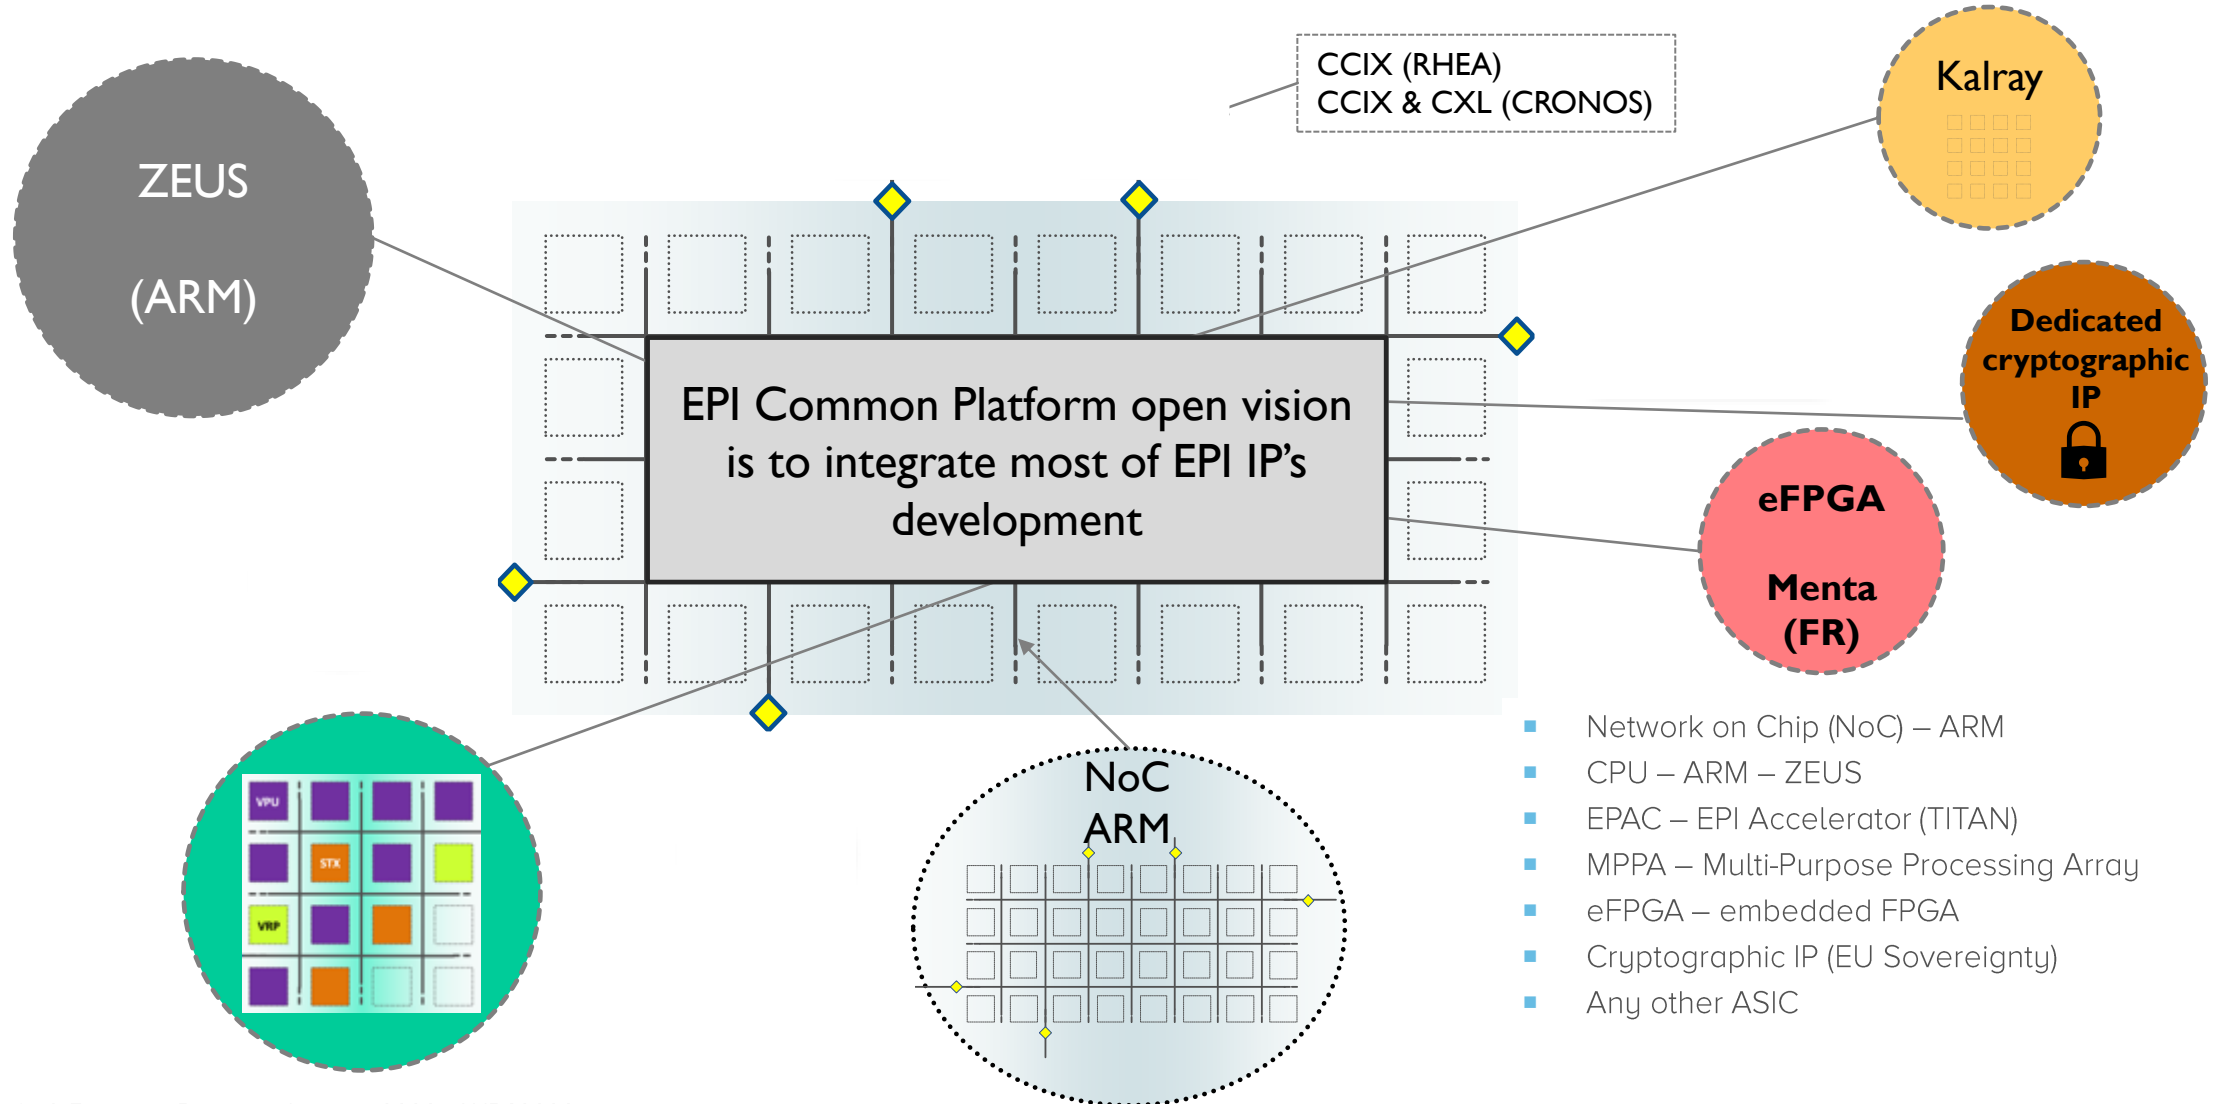 CCIX (RHEA)
CCIX & CXL (CRONOS)
Kalray
ZEUS
(ARM)
Dedicated
cryptographic
IP
EPI Common Platform open vision
is to integrate most of EPI IP’s
development
eFPGA
Menta
(FR)
VPU
STX
VRP
NoC
ARM
Network on Chip (NoC) – ARM
CPU – ARM – ZEUS
EPAC – EPI Accelerator (TITAN)
MPPA – Multi-Purpose Processing Array
eFPGA – embedded FPGA
Cryptographic IP (EU Sovereignty)
Any other ASIC